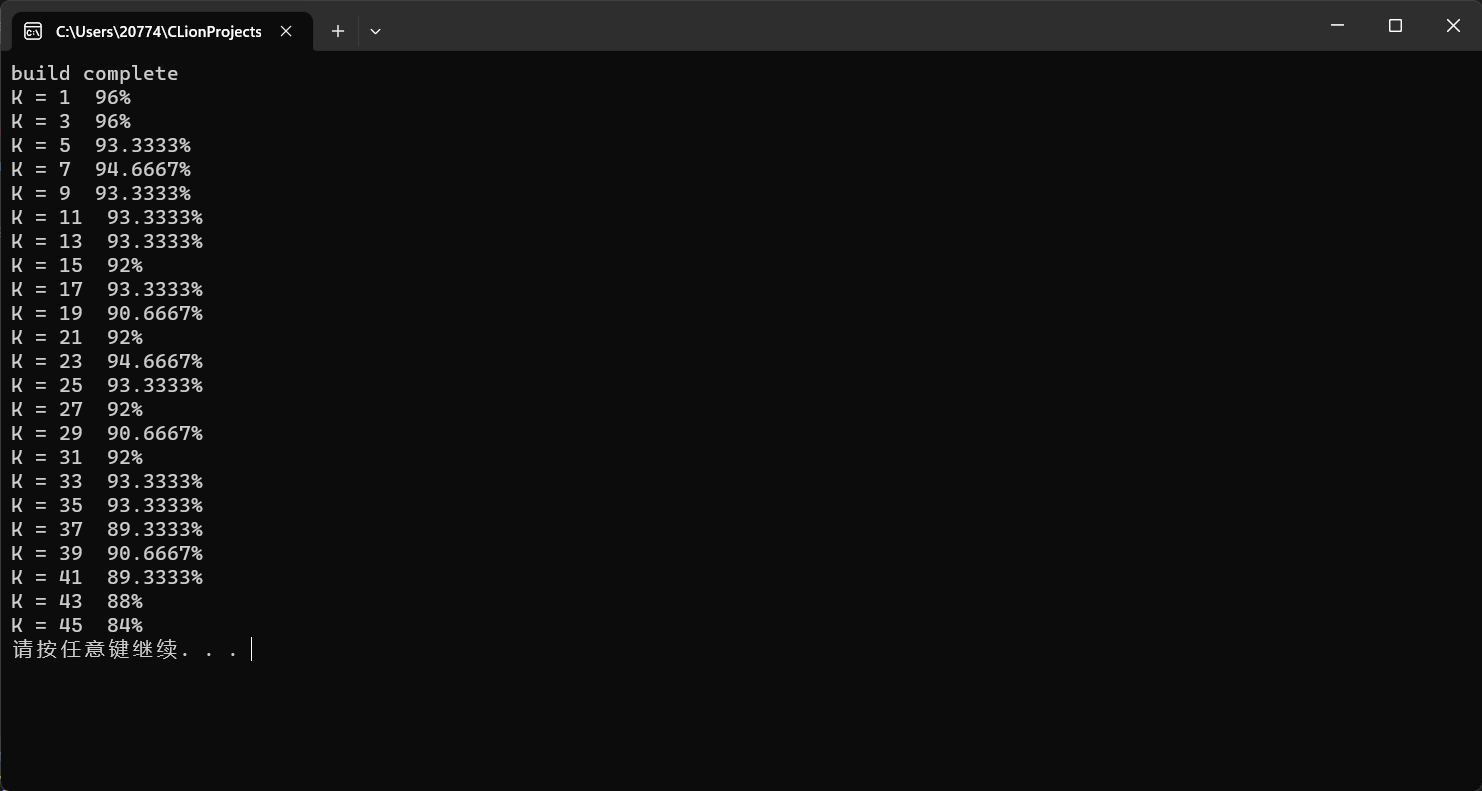 C:\Users\20774\CLionProjects
build complete
K = 1  96%
K = 3  96%
K = 5  93.3333%
K = 7  94.6667%
K = 9  93.3333%
K = 11  93.3333%
K = 13  93.3333%
K = 15  92%
K = 17  93.3333%
K = 19  90.6667%
K = 21  92%
K = 23  94.6667%
K = 25  93.3333%
K = 27  92%
K = 29  90.6667%
K = 31  92%
K = 33  93.3333%
K = 35  93.3333%
K = 37  89.3333%
K = 39  90.6667%
K = 41  89.3333%
K = 43  88%
K = 45  84%
请按任意键继续. . .